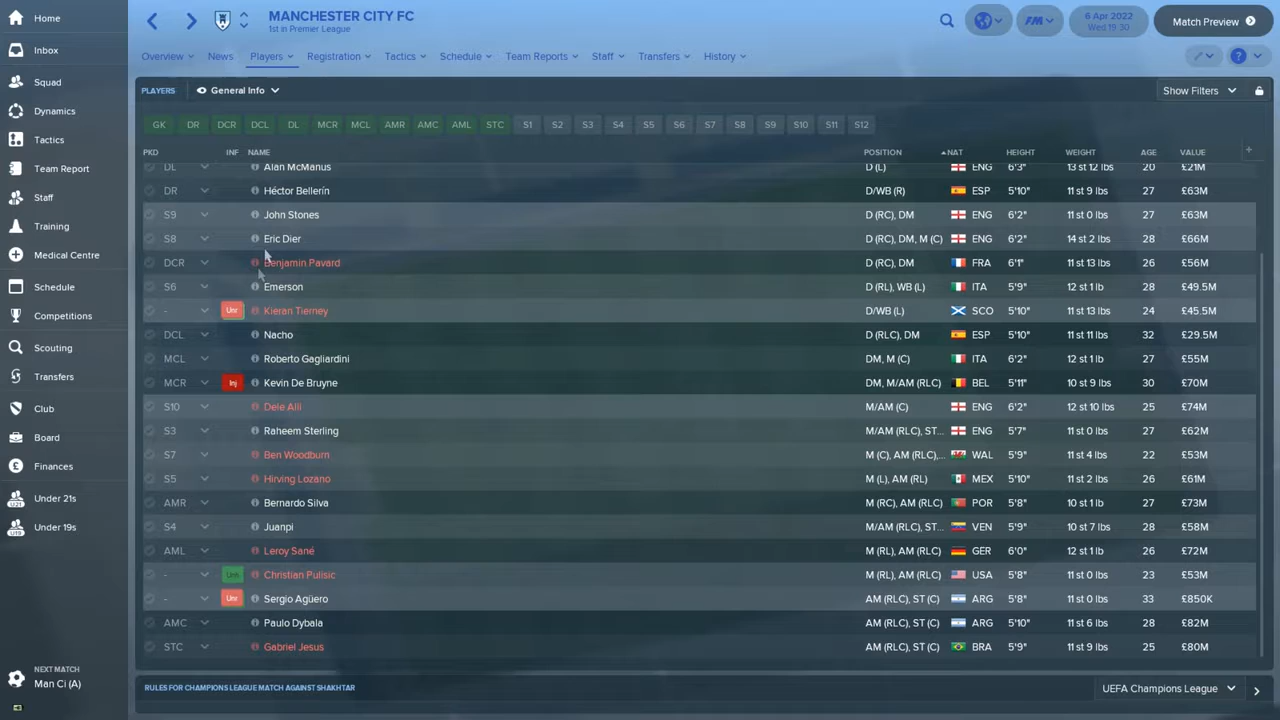 Home
Inbox
Squad
Dynamics
Tactics
Team Report
Staff
Training
Medical Centre
Schedule
Competitions
Scouting
Transfers
Club
Board
Finances
Under 21s
Under 19s
NEXT MATCH
Man Ci (A)
MANCHESTER CITY FC
1st in Premier League
FM
6 Apr 2022
Wed 19:30
Match Preview
Overview News Players Registration Tactics Schedule Team Reports Staff Transfers History
PLAYERS General Info Show Filters
GK DR DCR DCL DL MCR MCL AMR AMC AML STC S1 S2 S3 S4 S5 S6 S7 S8 S9 S10 S11 S12
PKD INF NAME POSITION NAT HEIGHT WEIGHT AGE VALUE
DL Alan McManus D (L) ENG 6'3" 13 st 12 lbs 20 £21M
DR Héctor Bellerín D/WB (R) ESP 5'10" 11 st 9 lbs 27 £63M
S9 John Stones D (RC), DM ENG 6'2" 11 st 0 lbs 27 £63M
S8 Eric Dier D (RC), DM, M (C) ENG 6'2" 14 st 2 lbs 28 £66M
DCR Benjamin Pavard D (RC), DM FRA 6'1" 11 st 13 lbs 26 £56M
S6 Emerson D (RL), WB (L) ITA 5'9" 12 st 1 lb 28 £49.5M
- Unr Kieran Tierney D/WB (L) SCO 5'10" 11 st 13 lbs 24 £45.5M
DCL Nacho D (RLC), DM ESP 5'10" 11 st 11 lbs 32 £29.5M
MCL Roberto Gagliardini DM, M (C) ITA 6'2" 12 st 1 lb 27 £55M
MCR Inj Kevin De Bruyne DM, M/AM (RLC) BEL 5'11" 10 st 9 lbs 30 £70M
S10 Dele Alli M/AM (C) ENG 6'2" 12 st 10 lbs 25 £74M
S3 Raheem Sterling M/AM (RLC), ST... ENG 5'7" 11 st 0 lbs 27 £62M
S7 Ben Woodburn M (C), AM (RLC),... WAL 5'9" 11 st 4 lbs 22 £53M
S5 Hirving Lozano M (L), AM (RL) MEX 5'10" 11 st 2 lbs 26 £61M
AMR Bernardo Silva M (RC), AM (RLC) POR 5'8" 10 st 1 lb 27 £73M
S4 Juanpi M/AM (RLC), ST... VEN 5'9" 10 st 7 lbs 28 £58M
AML Leroy Sané M (RL), AM (RLC) GER 6'0" 12 st 1 lb 26 £72M
- Christian Pulisic M (RL), AM (RLC) USA 5'8" 11 st 0 lbs 23 £53M
- Unr Sergio Agüero AM (RLC), ST (C) ARG 5'8" 11 st 0 lbs 33 £850K
AMC Paulo Dybala AM (RLC), ST (C) ARG 5'10" 11 st 6 lbs 28 £82M
STC Gabriel Jesus AM (RLC), ST (C) BRA 5'9" 11 st 9 lbs 25 £80M
RULES FOR CHAMPIONS LEAGUE MATCH AGAINST SHAKHTAR UEFA Champions League